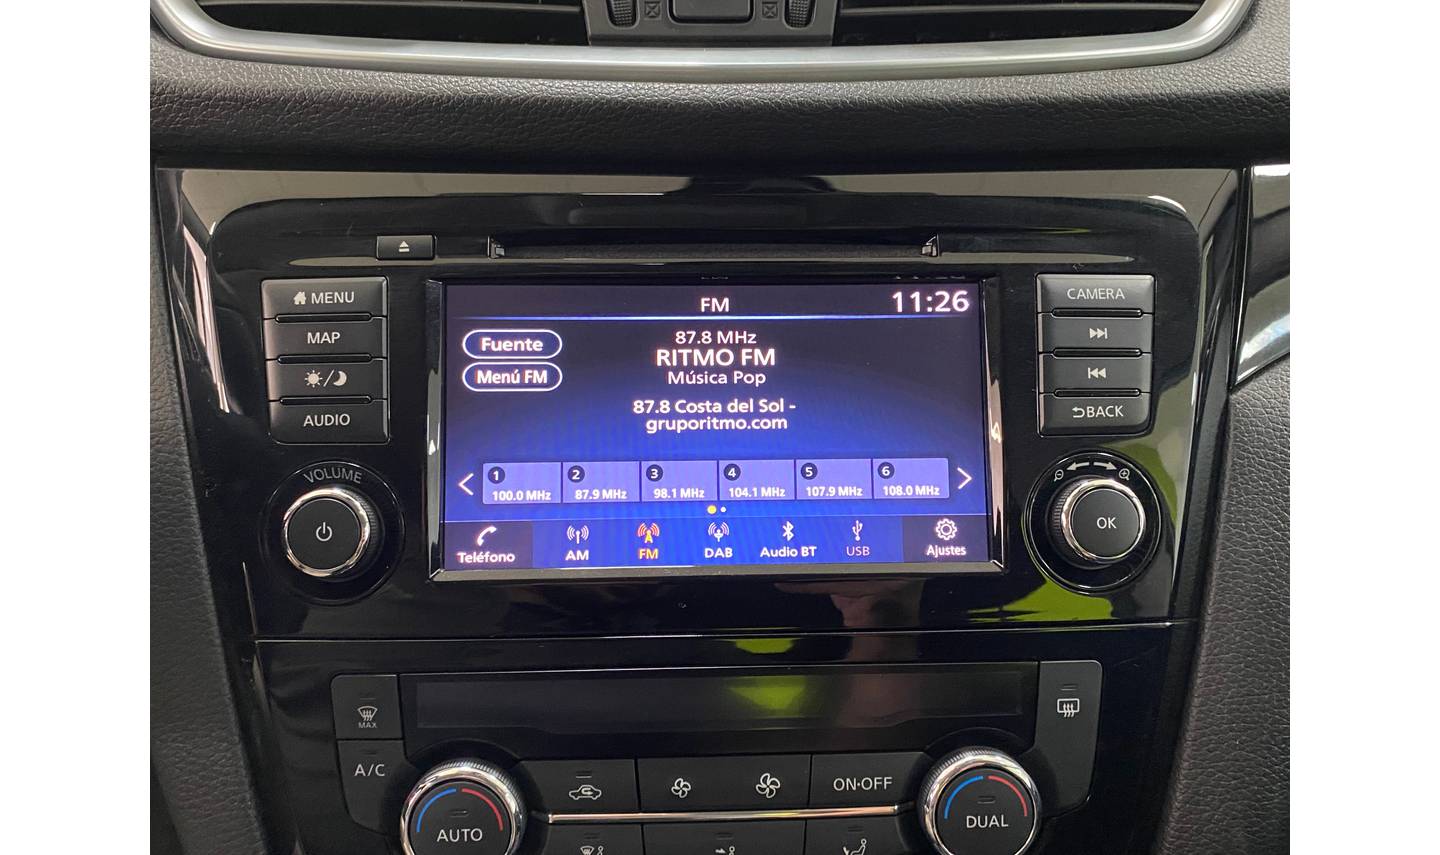 MENU
MAP
AUDIO
VOLUME
FM
11:26
Fuente
Menú FM
87.8 MHz
RITMO FM
Música Pop
87.8 Costa del Sol -
gruporitmo.com
1 2 3 4 5 6
100.0 MHz 87.9 MHz 98.1 MHz 104.1 MHz 107.9 MHz 108.0 MHz
Teléfono AM FM DAB Audio BT USB Ajustes
CAMERA
BACK
OK
MAX
A/C
ON·OFF
AUTO
DUAL